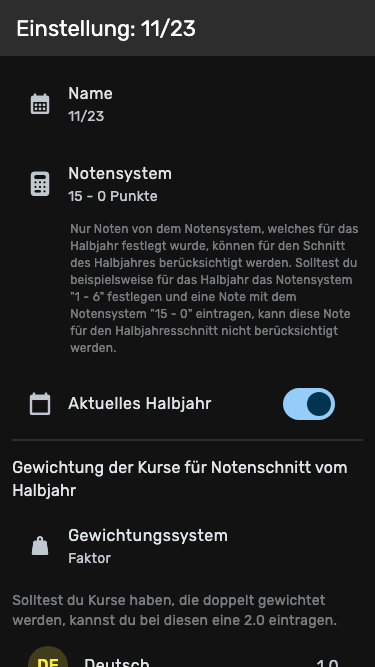 Einstellung: 11/23
Name
11/23
Notensystem
15 - 0 Punkte
Nur Noten von dem Notensystem, welches für das
Halbjahr festlegt wurde, können für den Schnitt
des Halbjahres berücksichtigt werden. Solltest du
beispielsweise für das Halbjahr das Notensystem
"1 - 6" festlegen und eine Note mit dem
Notensystem "15 - 0" eintragen, kann diese Note
für den Halbjahresschnitt nicht berücksichtigt
werden.
Aktuelles Halbjahr
Gewichtung der Kurse für Notenschnitt vom
Halbjahr
Gewichtungssystem
Faktor
Solltest du Kurse haben, die doppelt gewichtet
werden, kannst du bei diesen eine 2.0 eintragen.
DE Deutsch 1.0